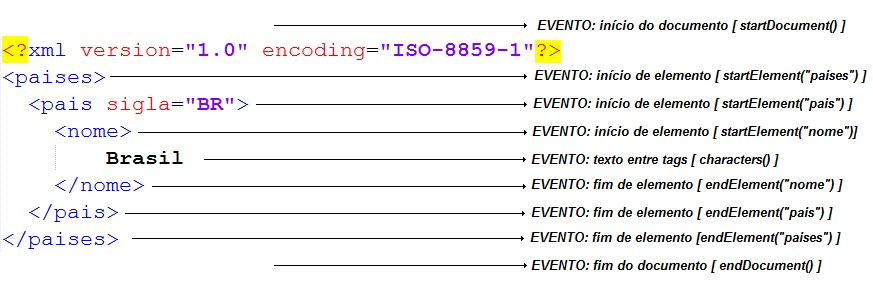 EVENTO: início do documento [ startDocument() ]
<?xml version="1.0" encoding="ISO-8859-1"?>
<paises> EVENTO: início de elemento [ startElement("paises") ]
<pais sigla="BR"> EVENTO: início de elemento [ startElement("pais") ]
<nome> EVENTO: início de elemento [ startElement("nome")]
Brasil EVENTO: texto entre tags [ characters() ]
</nome> EVENTO: fim de elemento [ endElement("nome") ]
</pais> EVENTO: fim de elemento [ endElement("pais") ]
</paises> EVENTO: fim de elemento [endElement("paises") ]
EVENTO: fim do documento [ endDocument() ]